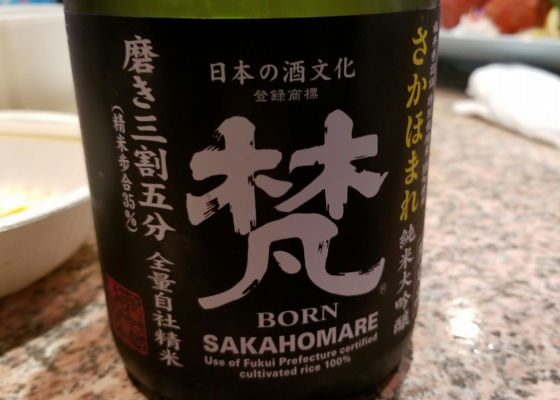 日本の酒文化
登録商標
梵
®
BORN
SAKAHOMARE
Use of Fukui Prefecture certified
cultivated rice 100%
さかほまれ
純米大吟醸
磨き三割五分
(精米歩合35%)
全量自社精米